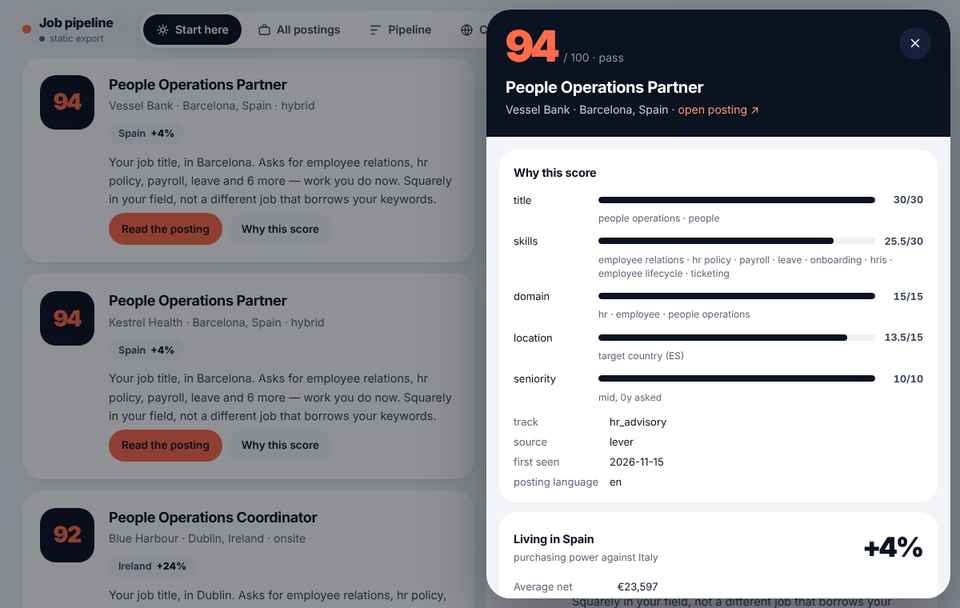 Job pipeline
static export
Start here
All postings
Pipeline
C
94
People Operations Partner
Vessel Bank · Barcelona, Spain · hybrid
Spain +4%
Your job title, in Barcelona. Asks for employee relations, hr
policy, payroll, leave and 6 more — work you do now. Squarely
in your field, not a different job that borrows your keywords.
Read the posting
Why this score
94
People Operations Partner
Kestrel Health · Barcelona, Spain · hybrid
Spain +4%
Your job title, in Barcelona. Asks for employee relations, hr
policy, payroll, leave and 6 more — work you do now. Squarely
in your field, not a different job that borrows your keywords.
Read the posting
Why this score
92
People Operations Coordinator
Blue Harbour · Dublin, Ireland · onsite
Ireland +24%
Your job title, in Dublin. Asks for employee relations, hr policy,
94 / 100 · pass
People Operations Partner
Vessel Bank · Barcelona, Spain · open posting ↗
Why this score
title 30/30
people operations · people
skills 25.5/30
employee relations · hr policy · payroll · leave · onboarding · hris ·
employee lifecycle · ticketing
domain 15/15
hr · employee · people operations
location 13.5/15
target country (ES)
seniority 10/10
mid, 0y asked
track hr_advisory
source lever
first seen 2026-11-15
posting language en
Living in Spain
purchasing power against Italy
+4%
Average net €23,597
Squarely in your field, not a different job that borrows your